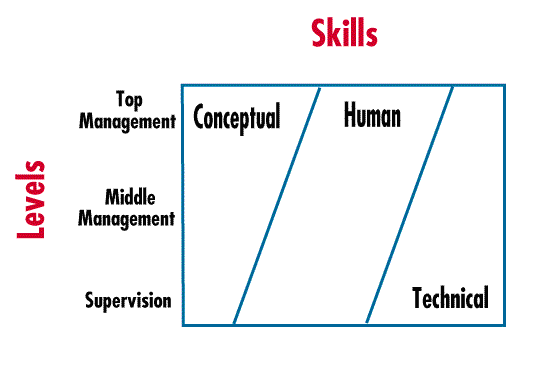 Skills
Levels
Top
Management
Conceptual
Human
Middle
Management
Supervision
Technical